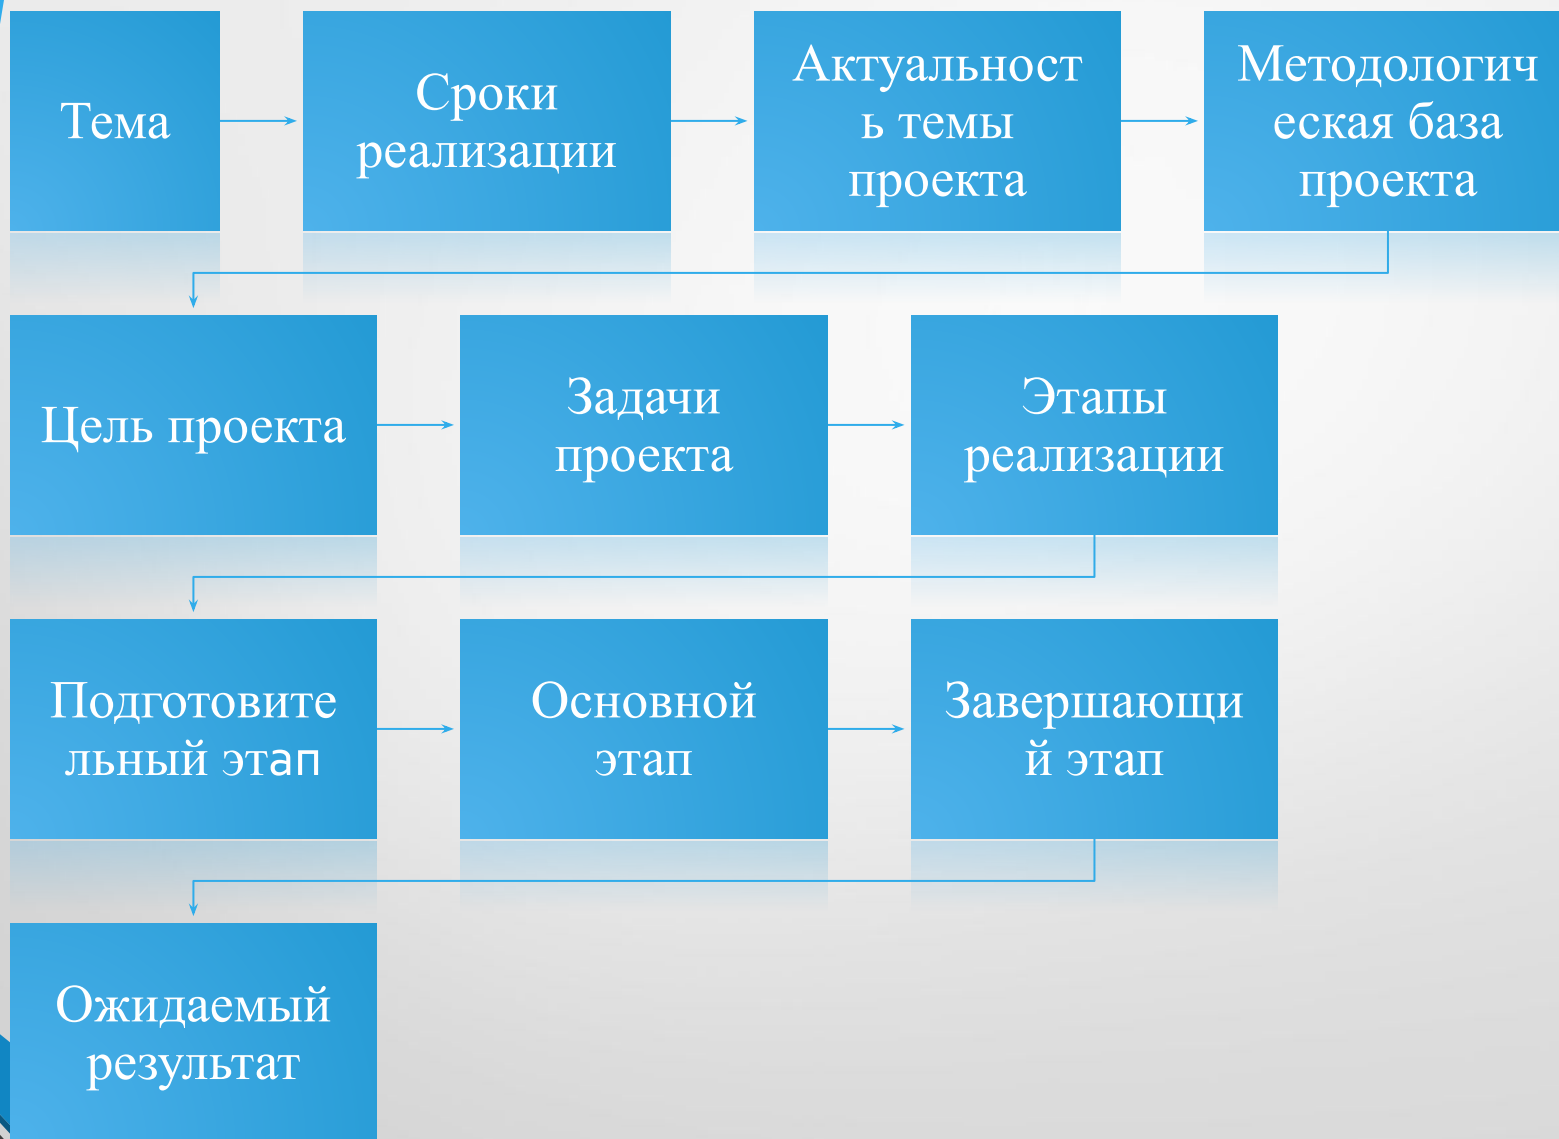 Тема
Сроки
реализации
Актуальност
ь темы
проекта
Методологич
еская база
проекта
Цель проекта
Задачи
проекта
Этапы
реализации
Подготовите
льный этап
Основной
этап
Завершающи
й этап
Ожидаемый
результат